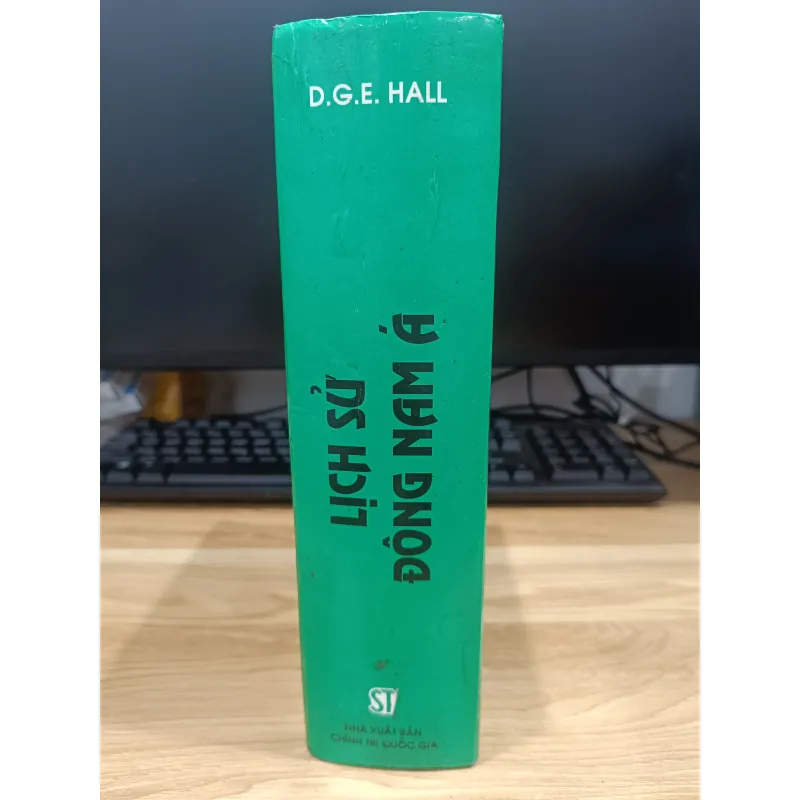 D.G.E. HALL
LỊCH SỬ
ĐÔNG NAM Á
ST
NHÀ XUẤT BẢN
CHÍNH TRỊ QUỐC GIA